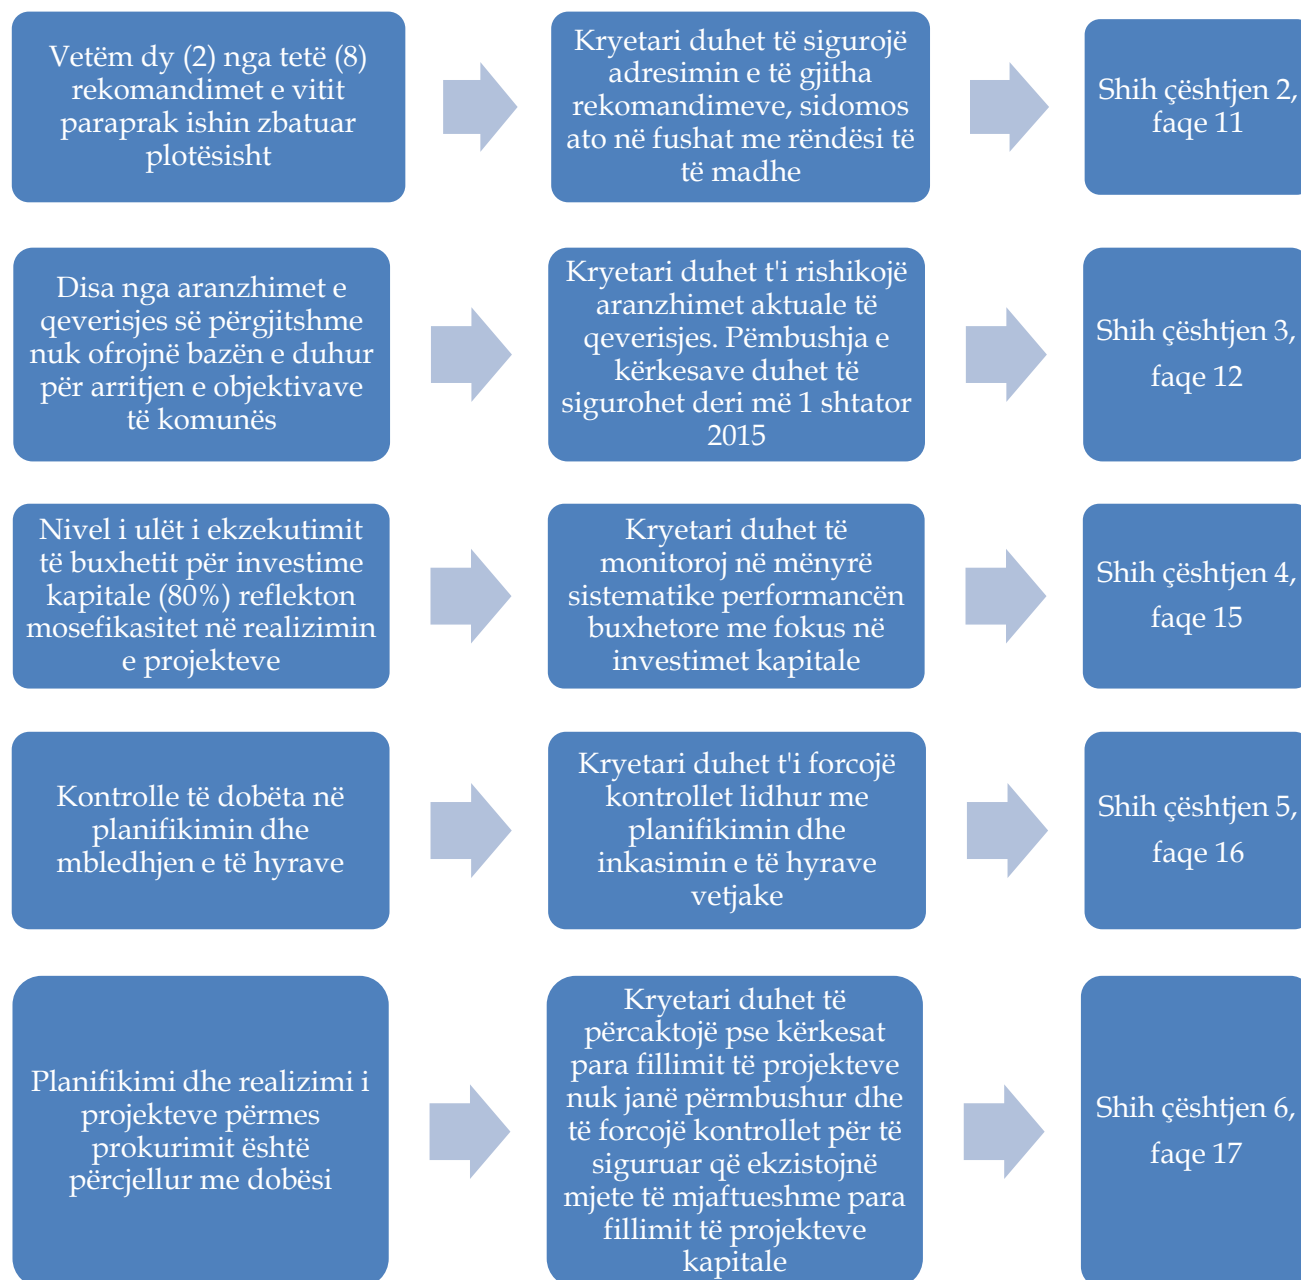 Vetëm dy (2) nga tetë (8)
rekomandimet e vitit
paraprak ishin zbatuar
plotësisht
Kryetari duhet të sigurojë
adresimin e të gjitha
rekomandimeve, sidomos
ato në fushat me rëndësi të
të madhe
Shih çështjen 2,
faqe 11
Disa nga aranzhimet e
qeverisjes së përgjitshme
nuk ofrojnë bazën e duhur
për arritjen e objektivave
të komunës
Kryetari duhet t'i rishikojë
aranzhimet aktuale të
qeverisjes. Pëmbushja e
kërkesave duhet të
sigurohet deri më 1 shtator
2015
Shih çështjen 3,
faqe 12
Nivel i ulët i ekzekutimit
të buxhetit për investime
kapitale (80%) reflekton
mosefikasitet në realizimin
e projekteve
Kryetari duhet të
monitoroj në mënyrë
sistematike performancën
buxhetore me fokus në
investimet kapitale
Shih çështjen 4,
faqe 15
Kontrolle të dobëta në
planifikimin dhe
mbledhjen e të hyrave
Kryetari duhet t'i forcojë
kontrollet lidhur me
planifikimin dhe
inkasimin e të hyrave
vetjake
Shih çështjen 5,
faqe 16
Planifikimi dhe realizimi i
projekteve përmes
prokurimit është
përcjellur me dobësi
Kryetari duhet të
përcaktojë pse kërkesat
para fillimit të projekteve
nuk janë përmbushur dhe
të forcojë kontrollet për të
siguruar që ekzistojnë
mjete të mjaftueshme para
fillimit të projekteve
kapitale
Shih çështjen 6,
faqe 17